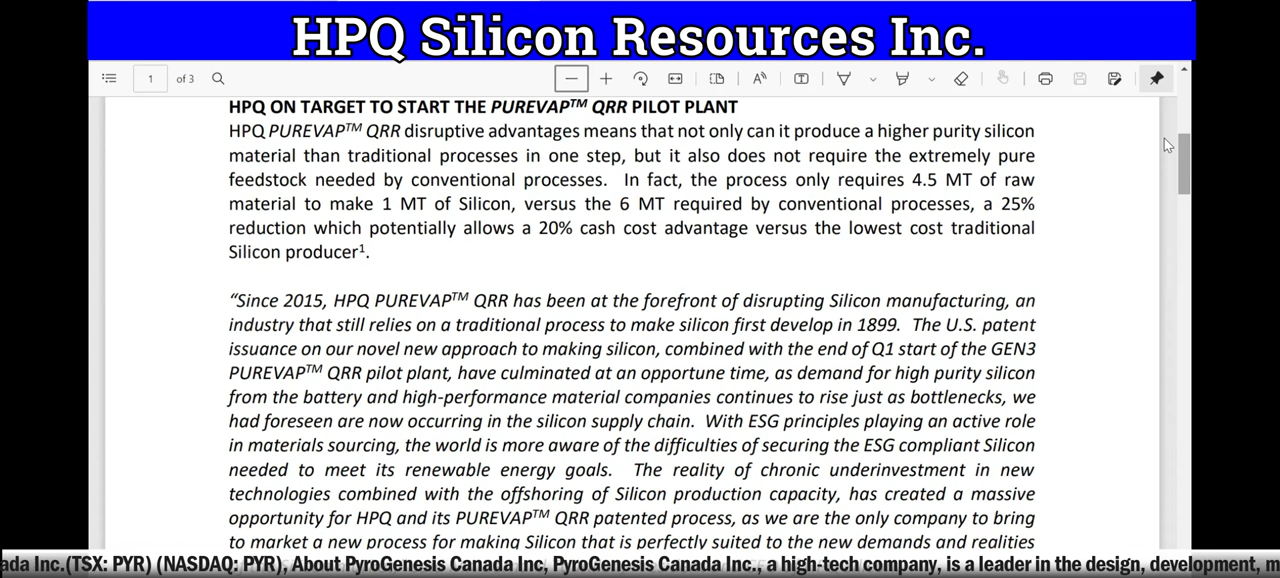 HPQ Silicon Resources Inc.
1 of 3
HPQ ON TARGET TO START THE PUREVAP™ QRR PILOT PLANT
HPQ PUREVAP™ QRR disruptive advantages means that not only can it produce a higher purity silicon
material than traditional processes in one step, but it also does not require the extremely pure
feedstock needed by conventional processes. In fact, the process only requires 4.5 MT of raw
material to make 1 MT of Silicon, versus the 6 MT required by conventional processes, a 25%
reduction which potentially allows a 20% cash cost advantage versus the lowest cost traditional
Silicon producer¹.
“Since 2015, HPQ PUREVAP™ QRR has been at the forefront of disrupting Silicon manufacturing, an
industry that still relies on a traditional process to make silicon first develop in 1899. The U.S. patent
issuance on our novel new approach to making silicon, combined with the end of Q1 start of the GEN3
PUREVAP™ QRR pilot plant, have culminated at an opportune time, as demand for high purity silicon
from the battery and high-performance material companies continues to rise just as bottlenecks, we
had foreseen are now occurring in the silicon supply chain. With ESG principles playing an active role
in materials sourcing, the world is more aware of the difficulties of securing the ESG compliant Silicon
needed to meet its renewable energy goals. The reality of chronic underinvestment in new
technologies combined with the offshoring of Silicon production capacity, has created a massive
opportunity for HPQ and its PUREVAP™ QRR patented process, as we are the only company to bring
to market a new process for making Silicon that is perfectly suited to the new demands and realities
ada Inc.(TSX: PYR) (NASDAQ: PYR), About PyroGenesis Canada Inc, PyroGenesis Canada Inc., a high-tech company, is a leader in the design, development, m